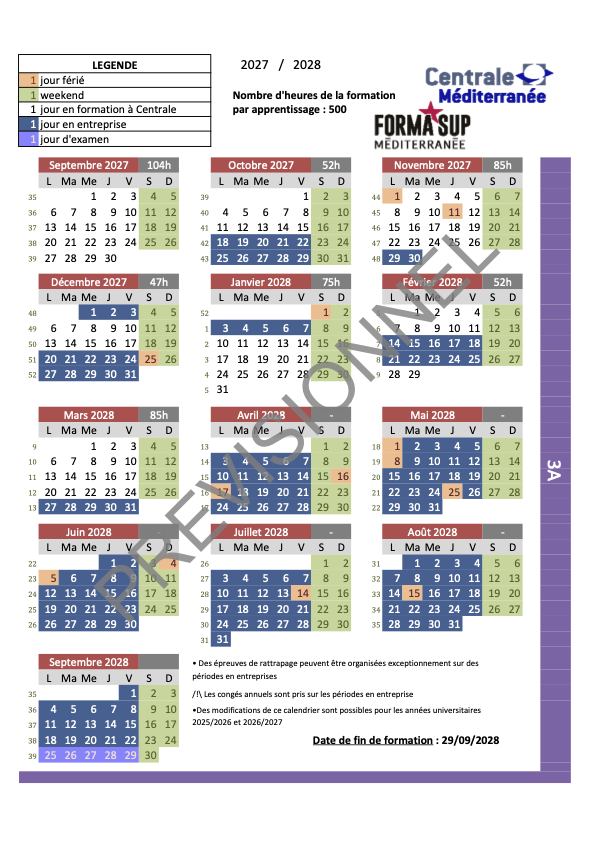 LEGENDE
1 jour férié
1 weekend
1 jour en formation à Centrale
1 jour en entreprise
1 jour d'examen
2027 / 2028
Nombre d'heures de la formation
par apprentissage : 500
Centrale
Méditerranée
FORMASUP
MÉDITERRANÉE
Septembre 2027 104h
L Ma Me J V S D
35 1 2 3 4 5
36 6 7 8 9 10 11 12
37 13 14 15 16 17 18 19
38 20 21 22 23 24 25 26
39 27 28 29 30
Octobre 2027 52h
L Ma Me J V S D
39 1 2 3
40 4 5 6 7 8 9 10
41 11 12 13 14 15 16 17
42 18 19 20 21 22 23 24
43 25 26 27 28 29 30 31
Novembre 2027 85h
L Ma Me J V S D
44 1 2 3 4 5 6 7
45 8 9 10 11 12 13 14
46 15 16 17 18 19 20 21
47 22 23 24 25 26 27 28
48 29 30
Décembre 2027 47h
L Ma Me J V S D
48 1 2 3 4 5
49 6 7 8 9 10 11 12
50 13 14 15 16 17 18 19
51 20 21 22 23 24 25 26
52 27 28 29 30 31
Janvier 2028 75h
L Ma Me J V S D
52 1 2
1 3 4 5 6 7 8 9
2 10 11 12 13 14 15 16
3 17 18 19 20 21 22 23
4 24 25 26 27 28 29 30
5 31
Février 2028 52h
L Ma Me J V S D
5 1 2 3 4 5 6
6 7 8 9 10 11 12 13
7 14 15 16 17 18 19 20
8 21 22 23 24 25 26 27
9 28 29
Mars 2028 85h
L Ma Me J V S D
9 1 2 3 4 5
10 6 7 8 9 10 11 12
11 13 14 15 16 17 18 19
12 20 21 22 23 24 25 26
13 27 28 29 30 31
Avril 2028 -
L Ma Me J V S D
13 1 2
14 3 4 5 6 7 8 9
15 10 11 12 13 14 15 16
16 17 18 19 20 21 22 23
17 24 25 26 27 28 29 30
Mai 2028 -
L Ma Me J V S D
18 1 2 3 4 5 6 7
19 8 9 10 11 12 13 14
20 15 16 17 18 19 20 21
21 22 23 24 25 26 27 28
22 29 30 31
Juin 2028 -
L Ma Me J V S D
22 1 2 3 4
23 5 6 7 8 9 10 11
24 12 13 14 15 16 17 18
25 19 20 21 22 23 24 25
26 26 27 28 29 30
Juillet 2028 -
L Ma Me J V S D
26 1 2
27 3 4 5 6 7 8 9
28 10 11 12 13 14 15 16
29 17 18 19 20 21 22 23
30 24 25 26 27 28 29 30
31 31
Août 2028 -
L Ma Me J V S D
31 1 2 3 4 5 6
32 7 8 9 10 11 12 13
33 14 15 16 17 18 19 20
34 21 22 23 24 25 26 27
35 28 29 30 31
Septembre 2028
L Ma Me J V S D
35 1 2 3
36 4 5 6 7 8 9 10
37 11 12 13 14 15 16 17
38 18 19 20 21 22 23 24
39 25 26 27 28 29 30
3A
PREVISIONNEL
• Des épreuves de rattrapage peuvent être organisées exceptionnement sur des
périodes en entreprises
/!\ Les congés annuels sont pris sur les périodes en entreprise
•Des modifications de ce calendrier sont possibles pour les années universitaires
2025/2026 et 2026/2027
Date de fin de formation : 29/09/2028